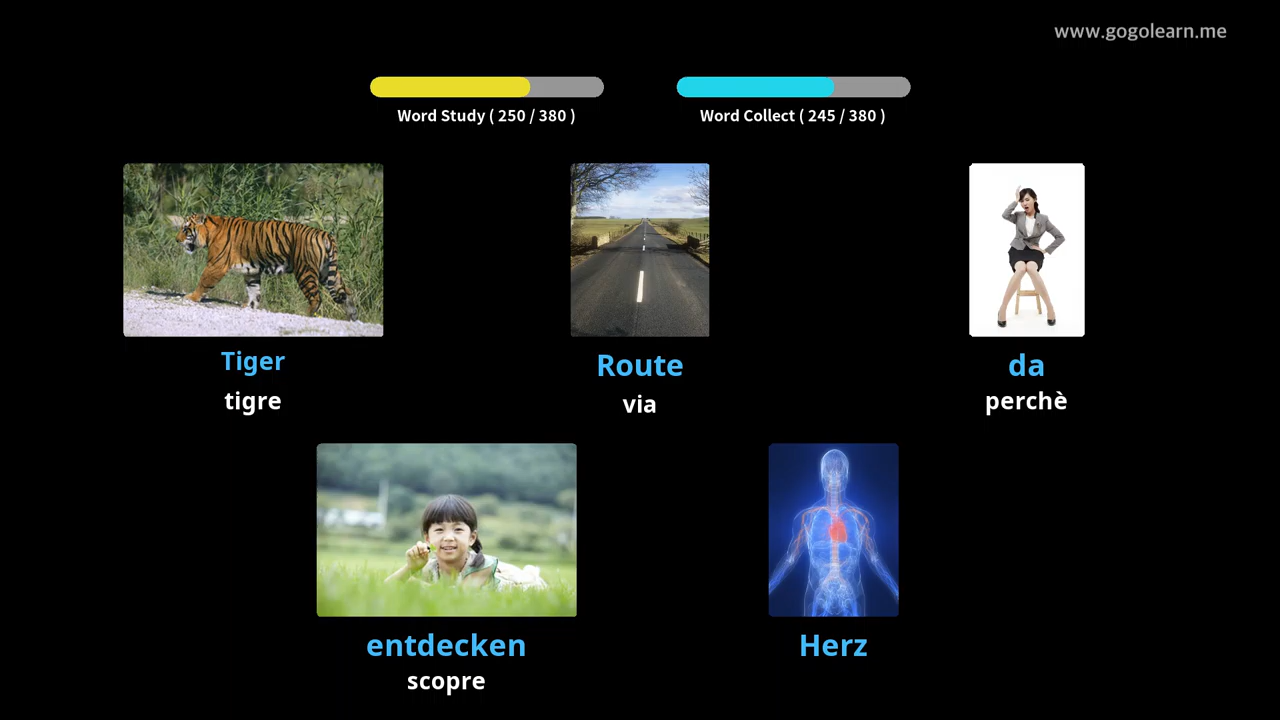 www.gogolearn.me
Word Study ( 250 / 380 )
Word Collect ( 245 / 380 )
Tiger
tigre
Route
via
da
perchè
entdecken
scopre
Herz